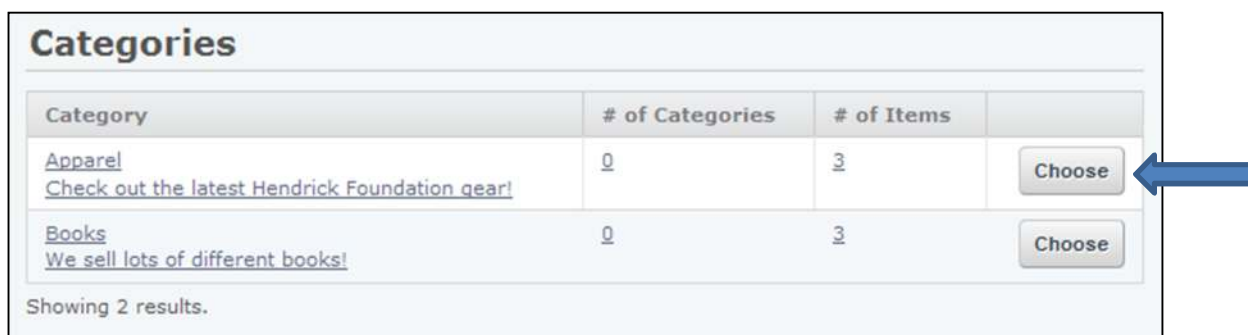 Categories
Category # of Categories # of Items
Apparel 0 3 Choose
Check out the latest Hendrick Foundation gear!
Books 0 3 Choose
We sell lots of different books!
Showing 2 results.